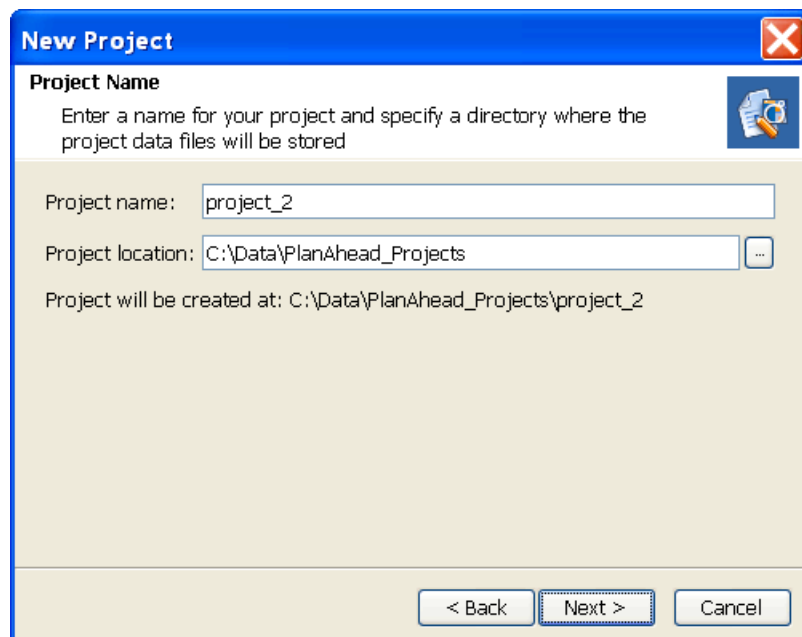 New Project
Project Name
Enter a name for your project and specify a directory where the
project data files will be stored
Project name: project_2
Project location: C:\Data\PlanAhead_Projects ...
Project will be created at: C:\Data\PlanAhead_Projects\project_2
< Back Next > Cancel